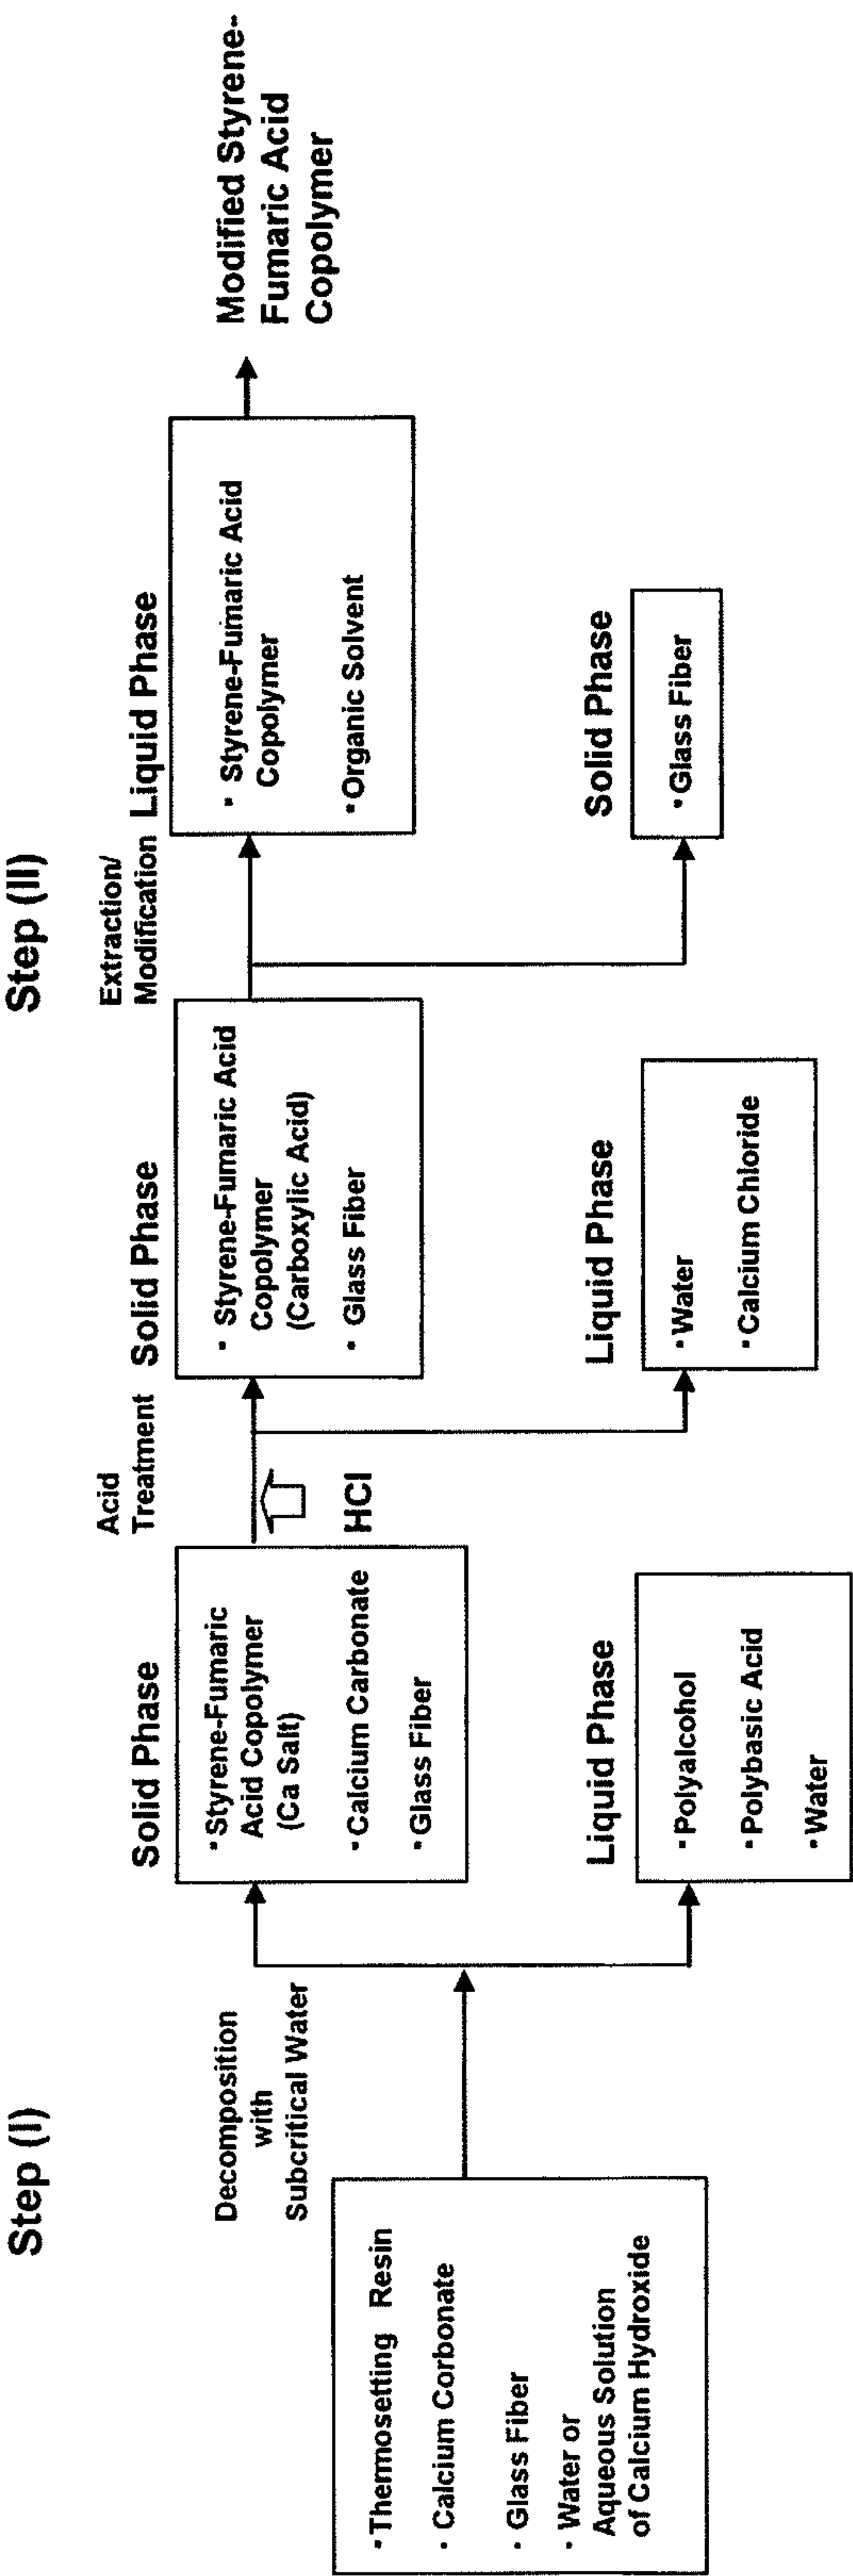 Step (I)
Step (II)
・Thermosetting Resin
・Calcium Corbonate
・Glass Fiber
・Water or
Aqueous Solution
of Calcium Hydroxide
Decomposition
with
Subcritical Water
Solid Phase
・Styrene-Fumaric
Acid Copolymer
(Ca Salt)
・Calcium Carbonate
・Glass Fiber
Liquid Phase
・Polyalcohol
・Polybasic Acid
・Water
Acid
Treatment
HCl
Solid Phase
・Styrene-Fumaric Acid
Copolymer
(Carboxylic Acid)
・Glass Fiber
Liquid Phase
・Water
・Calcium Chloride
Extraction/
Modification
Liquid Phase
・Styrene-Fumaric Acid
Copolymer
・Organic Solvent
Solid Phase
・Glass Fiber
Modified Styrene-
Fumaric Acid
Copolymer